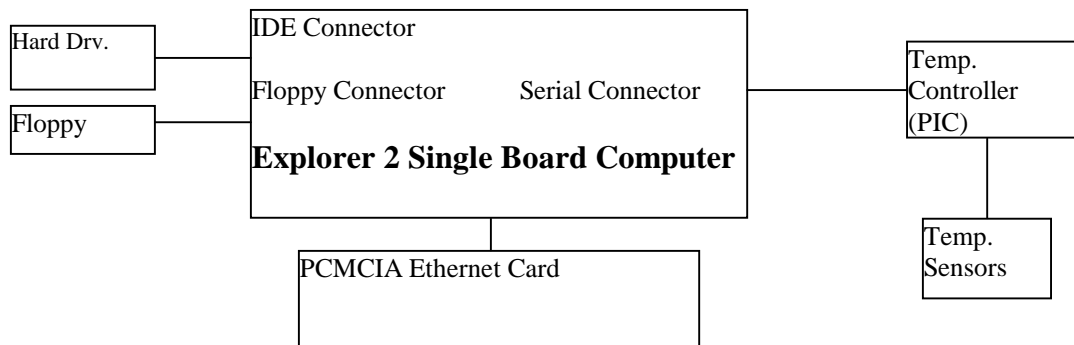 Hard Drv.
Floppy
IDE Connector
Floppy Connector Serial Connector
Explorer 2 Single Board Computer
PCMCIA Ethernet Card
Temp.
Controller
(PIC)
Temp.
Sensors